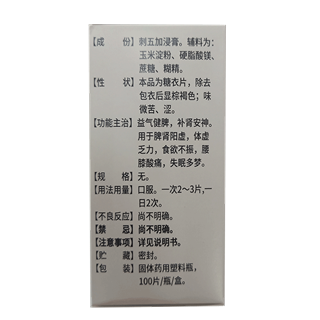 【成　份】刺五加浸膏。辅料为:
玉米淀粉、硬脂酸镁、
蔗糖、糊精。
【性　状】本品为糖衣片，除去
包衣后显棕褐色；味
微苦、涩。
【功能主治】益气健脾，补肾安神。
用于脾肾阳虚，体虚
乏力，食欲不振，腰
膝酸痛，失眠多梦。
【规　格】无。
【用法用量】口服。一次2～3片,一
日2次。
【不良反应】尚不明确。
【禁　忌】尚不明确。
【注意事项】详见说明书。
【贮　藏】密封。
【包　装】固体药用塑料瓶，
100片/瓶/盒。